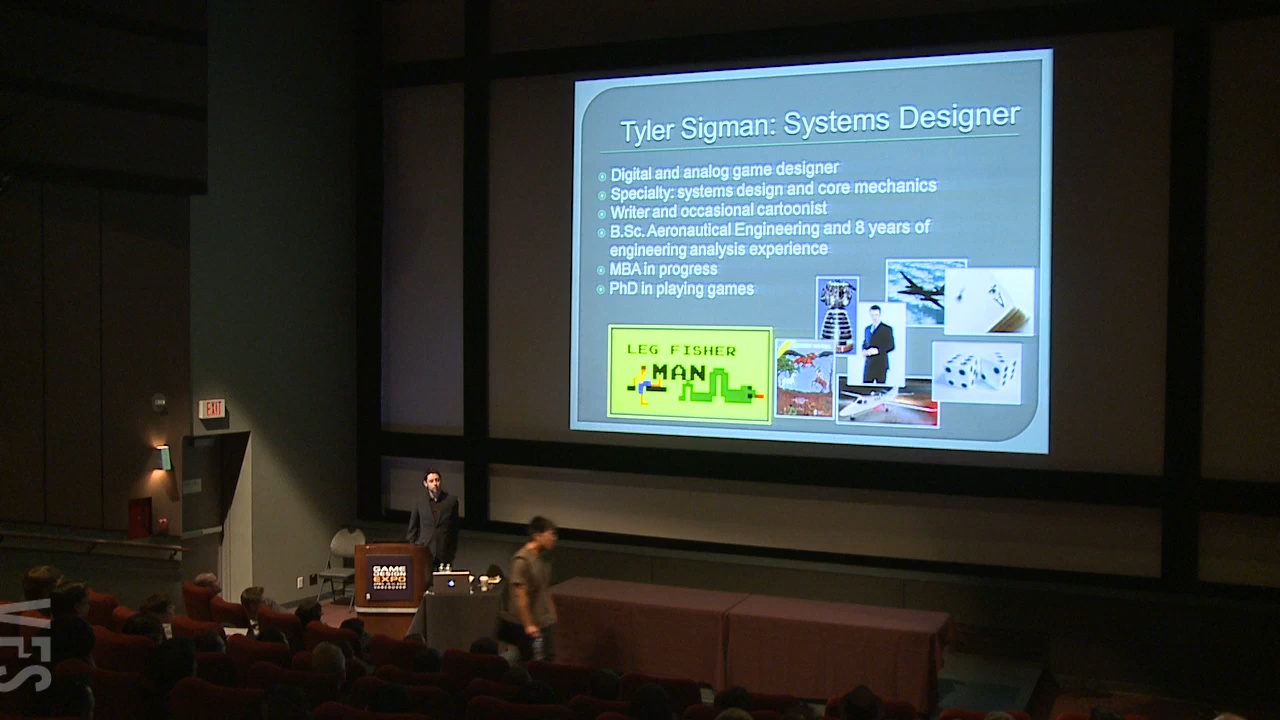 Tyler Sigman: Systems Designer
Digital and analog game designer
Specialty: systems design and core mechanics
Writer and occasional cartoonist
B.Sc. Aeronautical Engineering and 8 years of
engineering analysis experience
MBA in progress
PhD in playing games
LEG FISHER
MAN
EXIT
GAME
DESIGN
EXPO
VANCOUVER
VFS